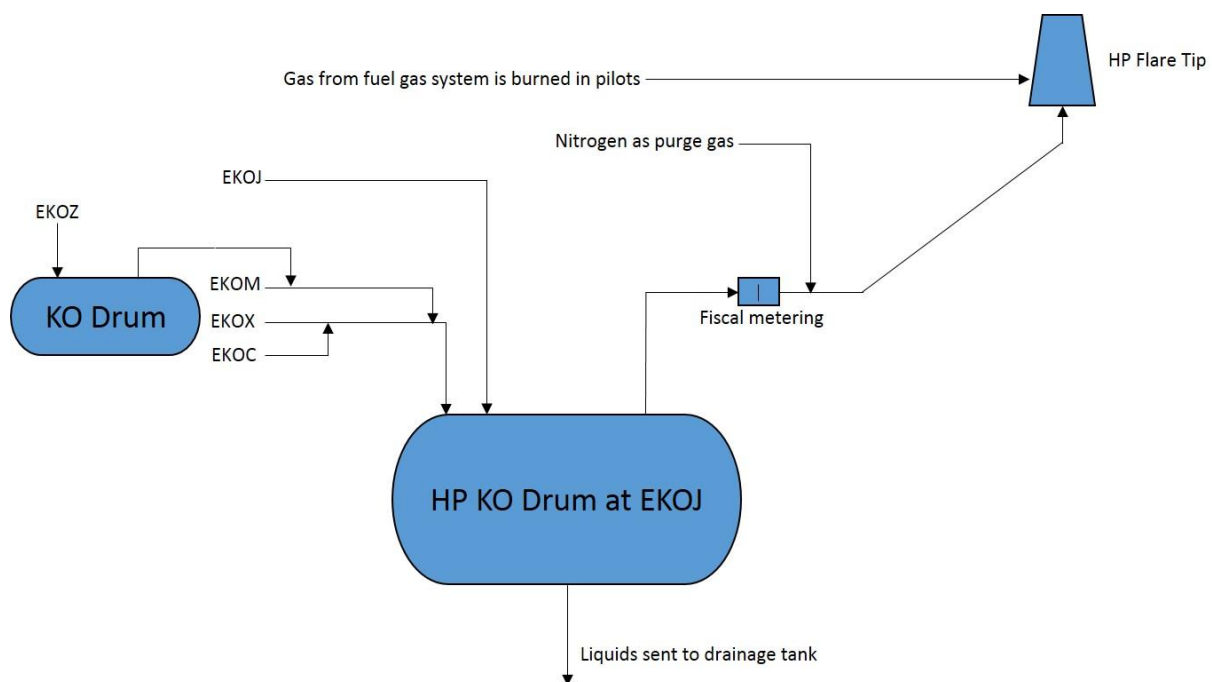 HP Flare Tip
Gas from fuel gas system is burned in pilots
Nitrogen as purge gas
EKOJ
EKOZ
EKOM
KO Drum
EKOX
Fiscal metering
EKOC
HP KO Drum at EKOJ
Liquids sent to drainage tank